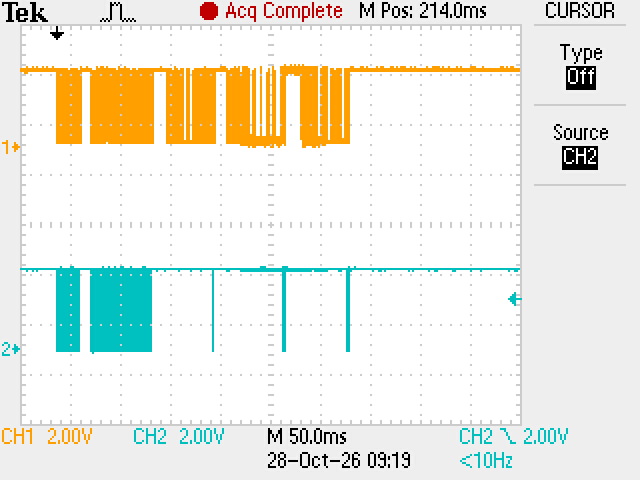 Tek Acq Complete M Pos: 214.0ms CURSOR
Type
Off
Source
CH2
1
2
CH1 2.00V CH2 2.00V M 50.0ms CH2 2.00V
28-Oct-26 09:19 <10Hz